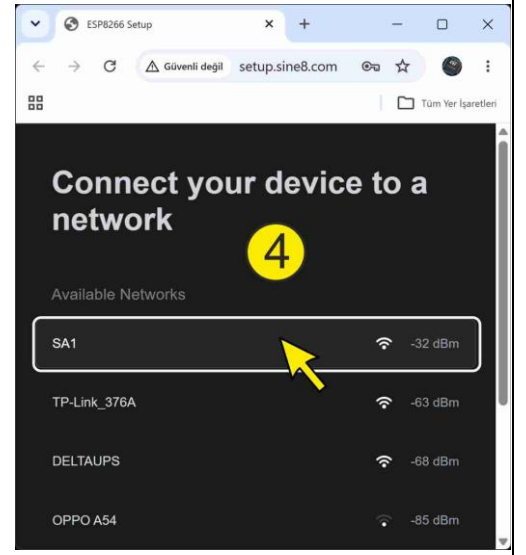 ESP8266 Setup
Güvenli değil setup.sine8.com
Tüm Yer İşaretleri
Connect your device to a
network
4
Available Networks
SA1 -32 dBm
TP-Link_376A -63 dBm
DELTAUPS -68 dBm
OPPO A54 -85 dBm